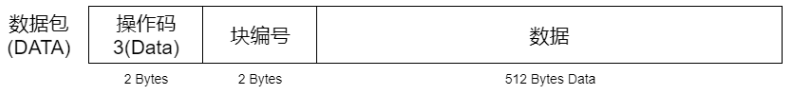 数据包
(DATA)
操作码
3(Data)
块编号
数据
2 Bytes
2 Bytes
512 Bytes Data